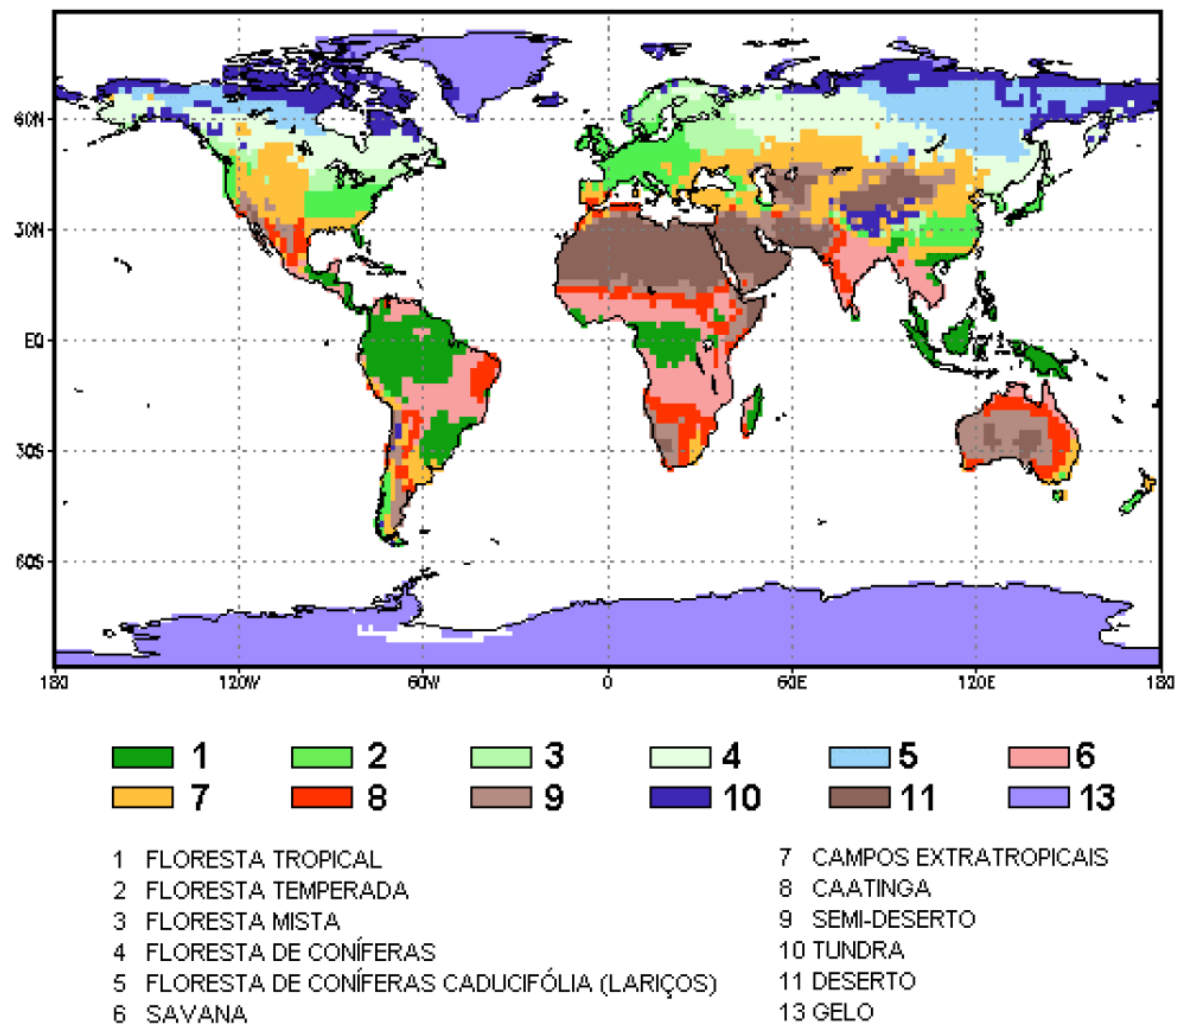 60N
30N
EQ
30S
60S
180 120W 60W 0 60E 120E 180
1 2 3 4 5 6
7 8 9 10 11 13
1 FLORESTA TROPICAL
2 FLORESTA TEMPERADA
3 FLORESTA MISTA
4 FLORESTA DE CONÍFERAS
5 FLORESTA DE CONÍFERAS CADUCIFÓLIA (LARIÇOS)
6 SAVANA
7 CAMPOS EXTRATROPICAIS
8 CAATINGA
9 SEMI-DESERTO
10 TUNDRA
11 DESERTO
13 GELO